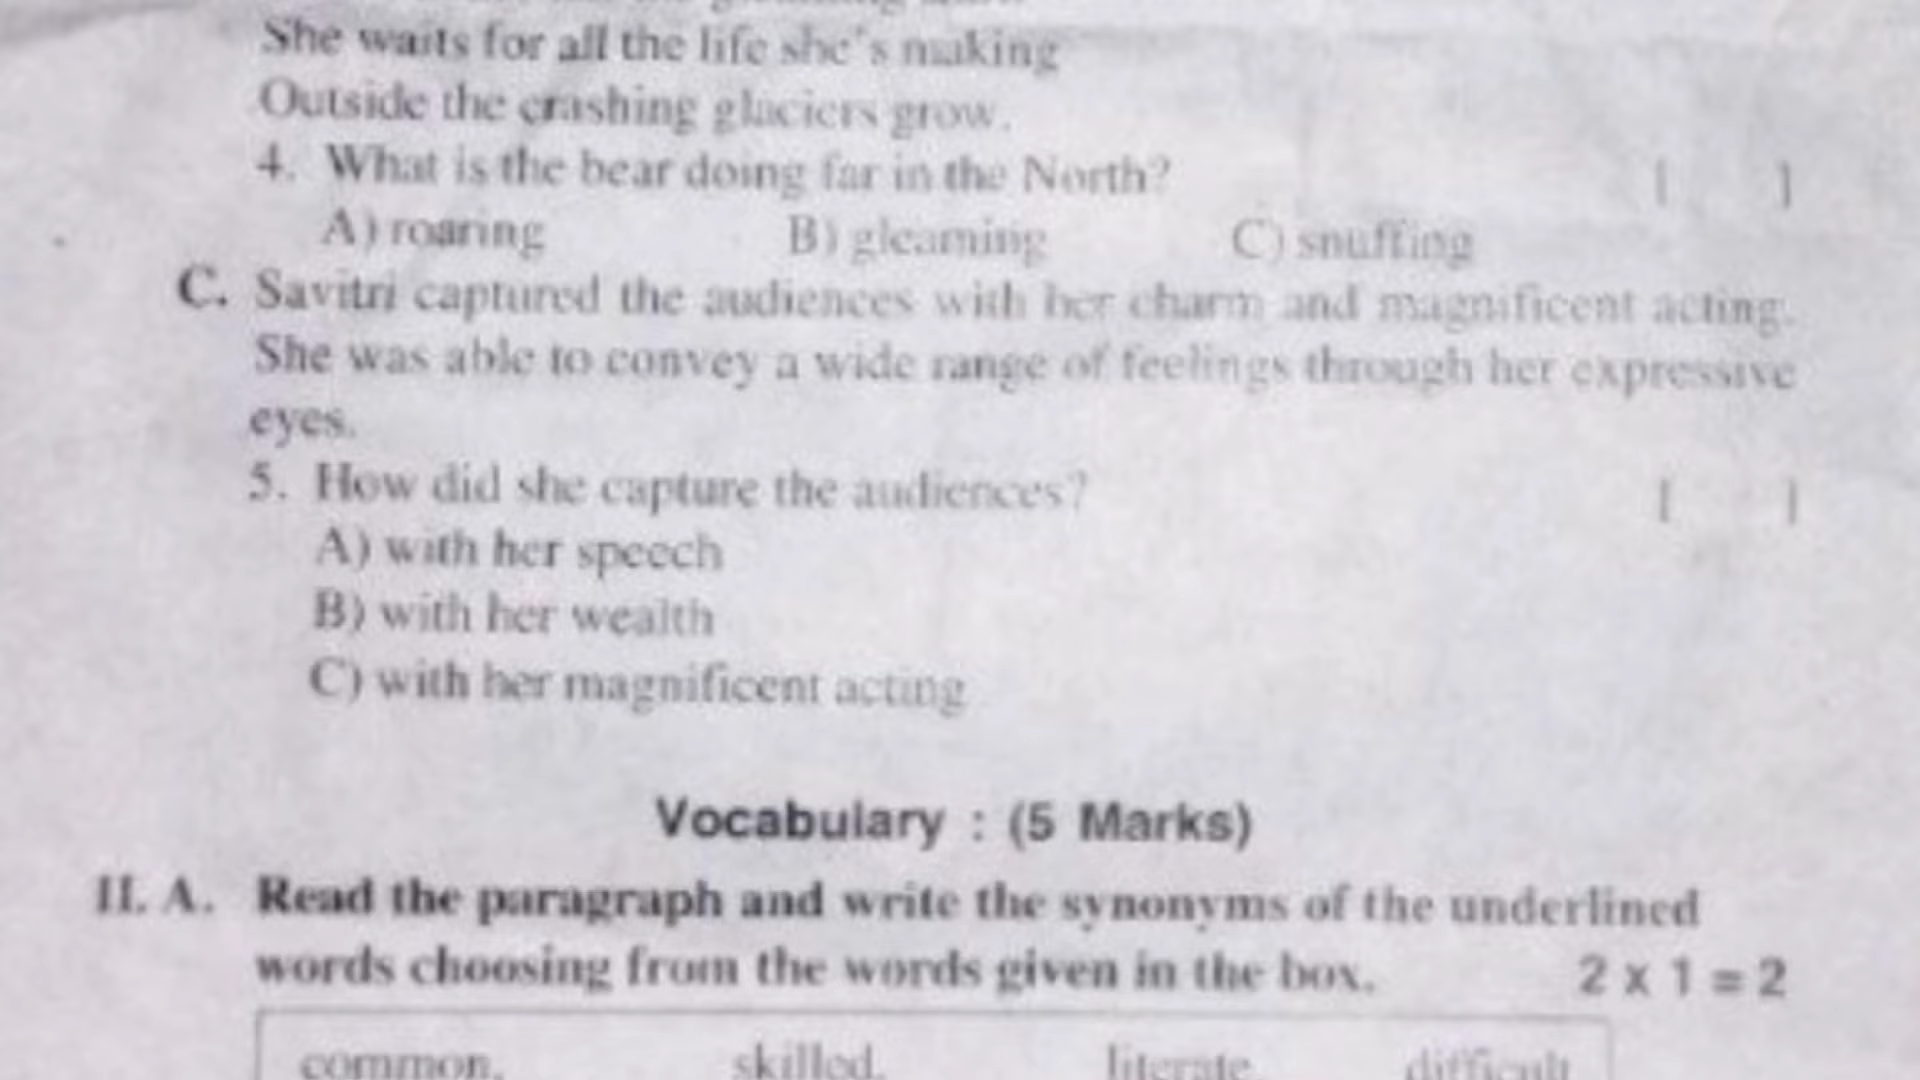 She waits for all the life she's making
Outside the crashing glaciers grow.
4. What is the bear doing far in the North? [ ]
A) roaring B) gleaming C) snuffing
C. Savitri captured the audiences with her charm and magnificent acting.
She was able to convey a wide range of feelings through her expressive
eyes.
5. How did she capture the audiences? [ ]
A) with her speech
B) with her wealth
C) with her magnificent acting
Vocabulary : (5 Marks)
II. A. Read the paragraph and write the synonyms of the underlined
words choosing from the words given in the box. 2 x 1 = 2
common, skilled, literate, difficult